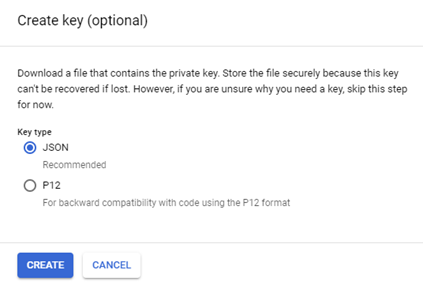 Create key (optional)
Download a file that contains the private key. Store the file securely because this key
can't be recovered if lost. However, if you are unsure why you need a key, skip this step
for now.
Key type
JSON
Recommended
P12
For backward compatibility with code using the P12 format
CREATE CANCEL